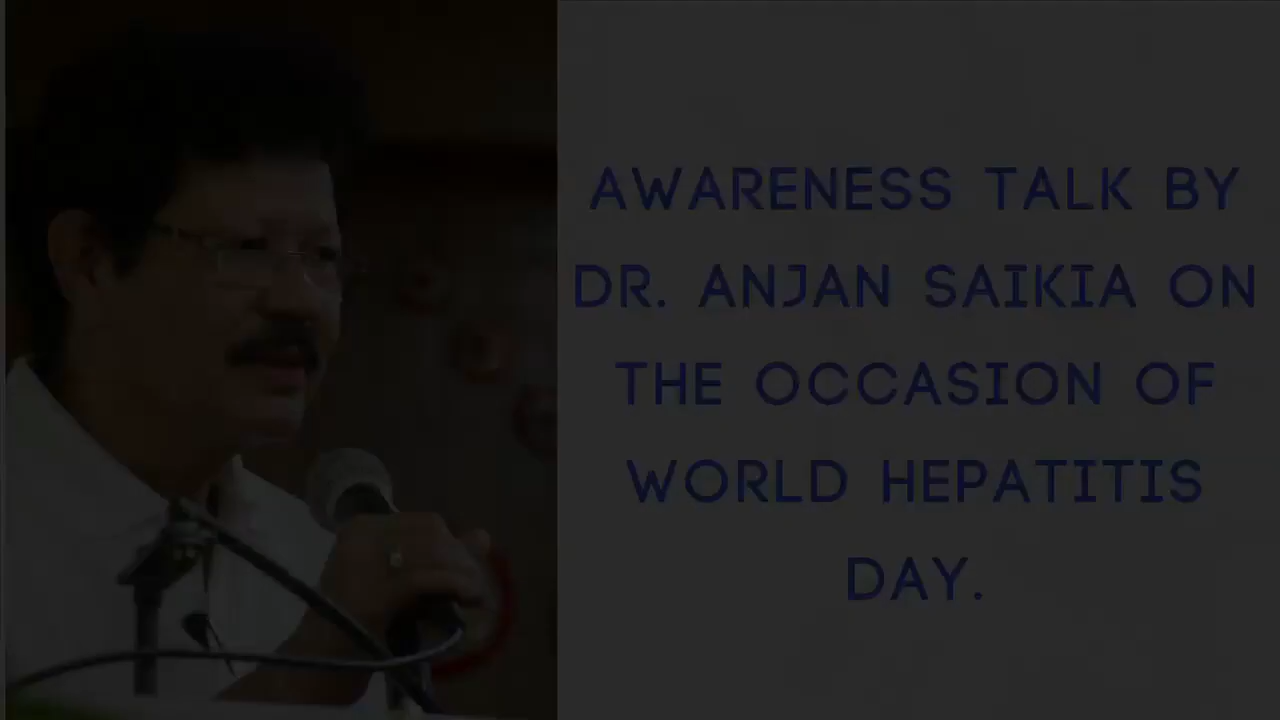 AWARENESS TALK BY
DR. ANJAN SAIKIA ON
THE OCCASION OF
WORLD HEPATITIS
DAY.